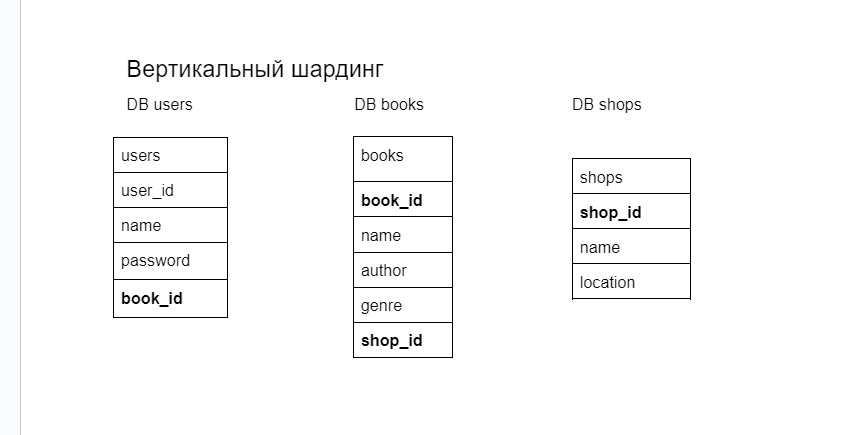 Вертикальный шардинг
DB users
DB books
DB shops
users
user_id
name
password
book_id
books
book_id
name
author
genre
shop_id
shops
shop_id
name
location